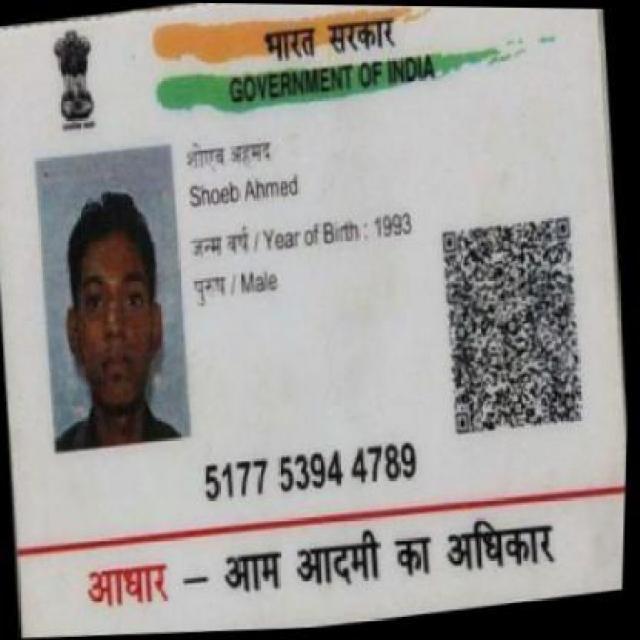 भारत सरकार
GOVERNMENT OF INDIA
शोएब अहमद
Shoeb Ahmed
जन्म वर्ष / Year of Birth : 1993
पुरुष / Male
5177 5394 4789
आधार – आम आदमी का अधिकार